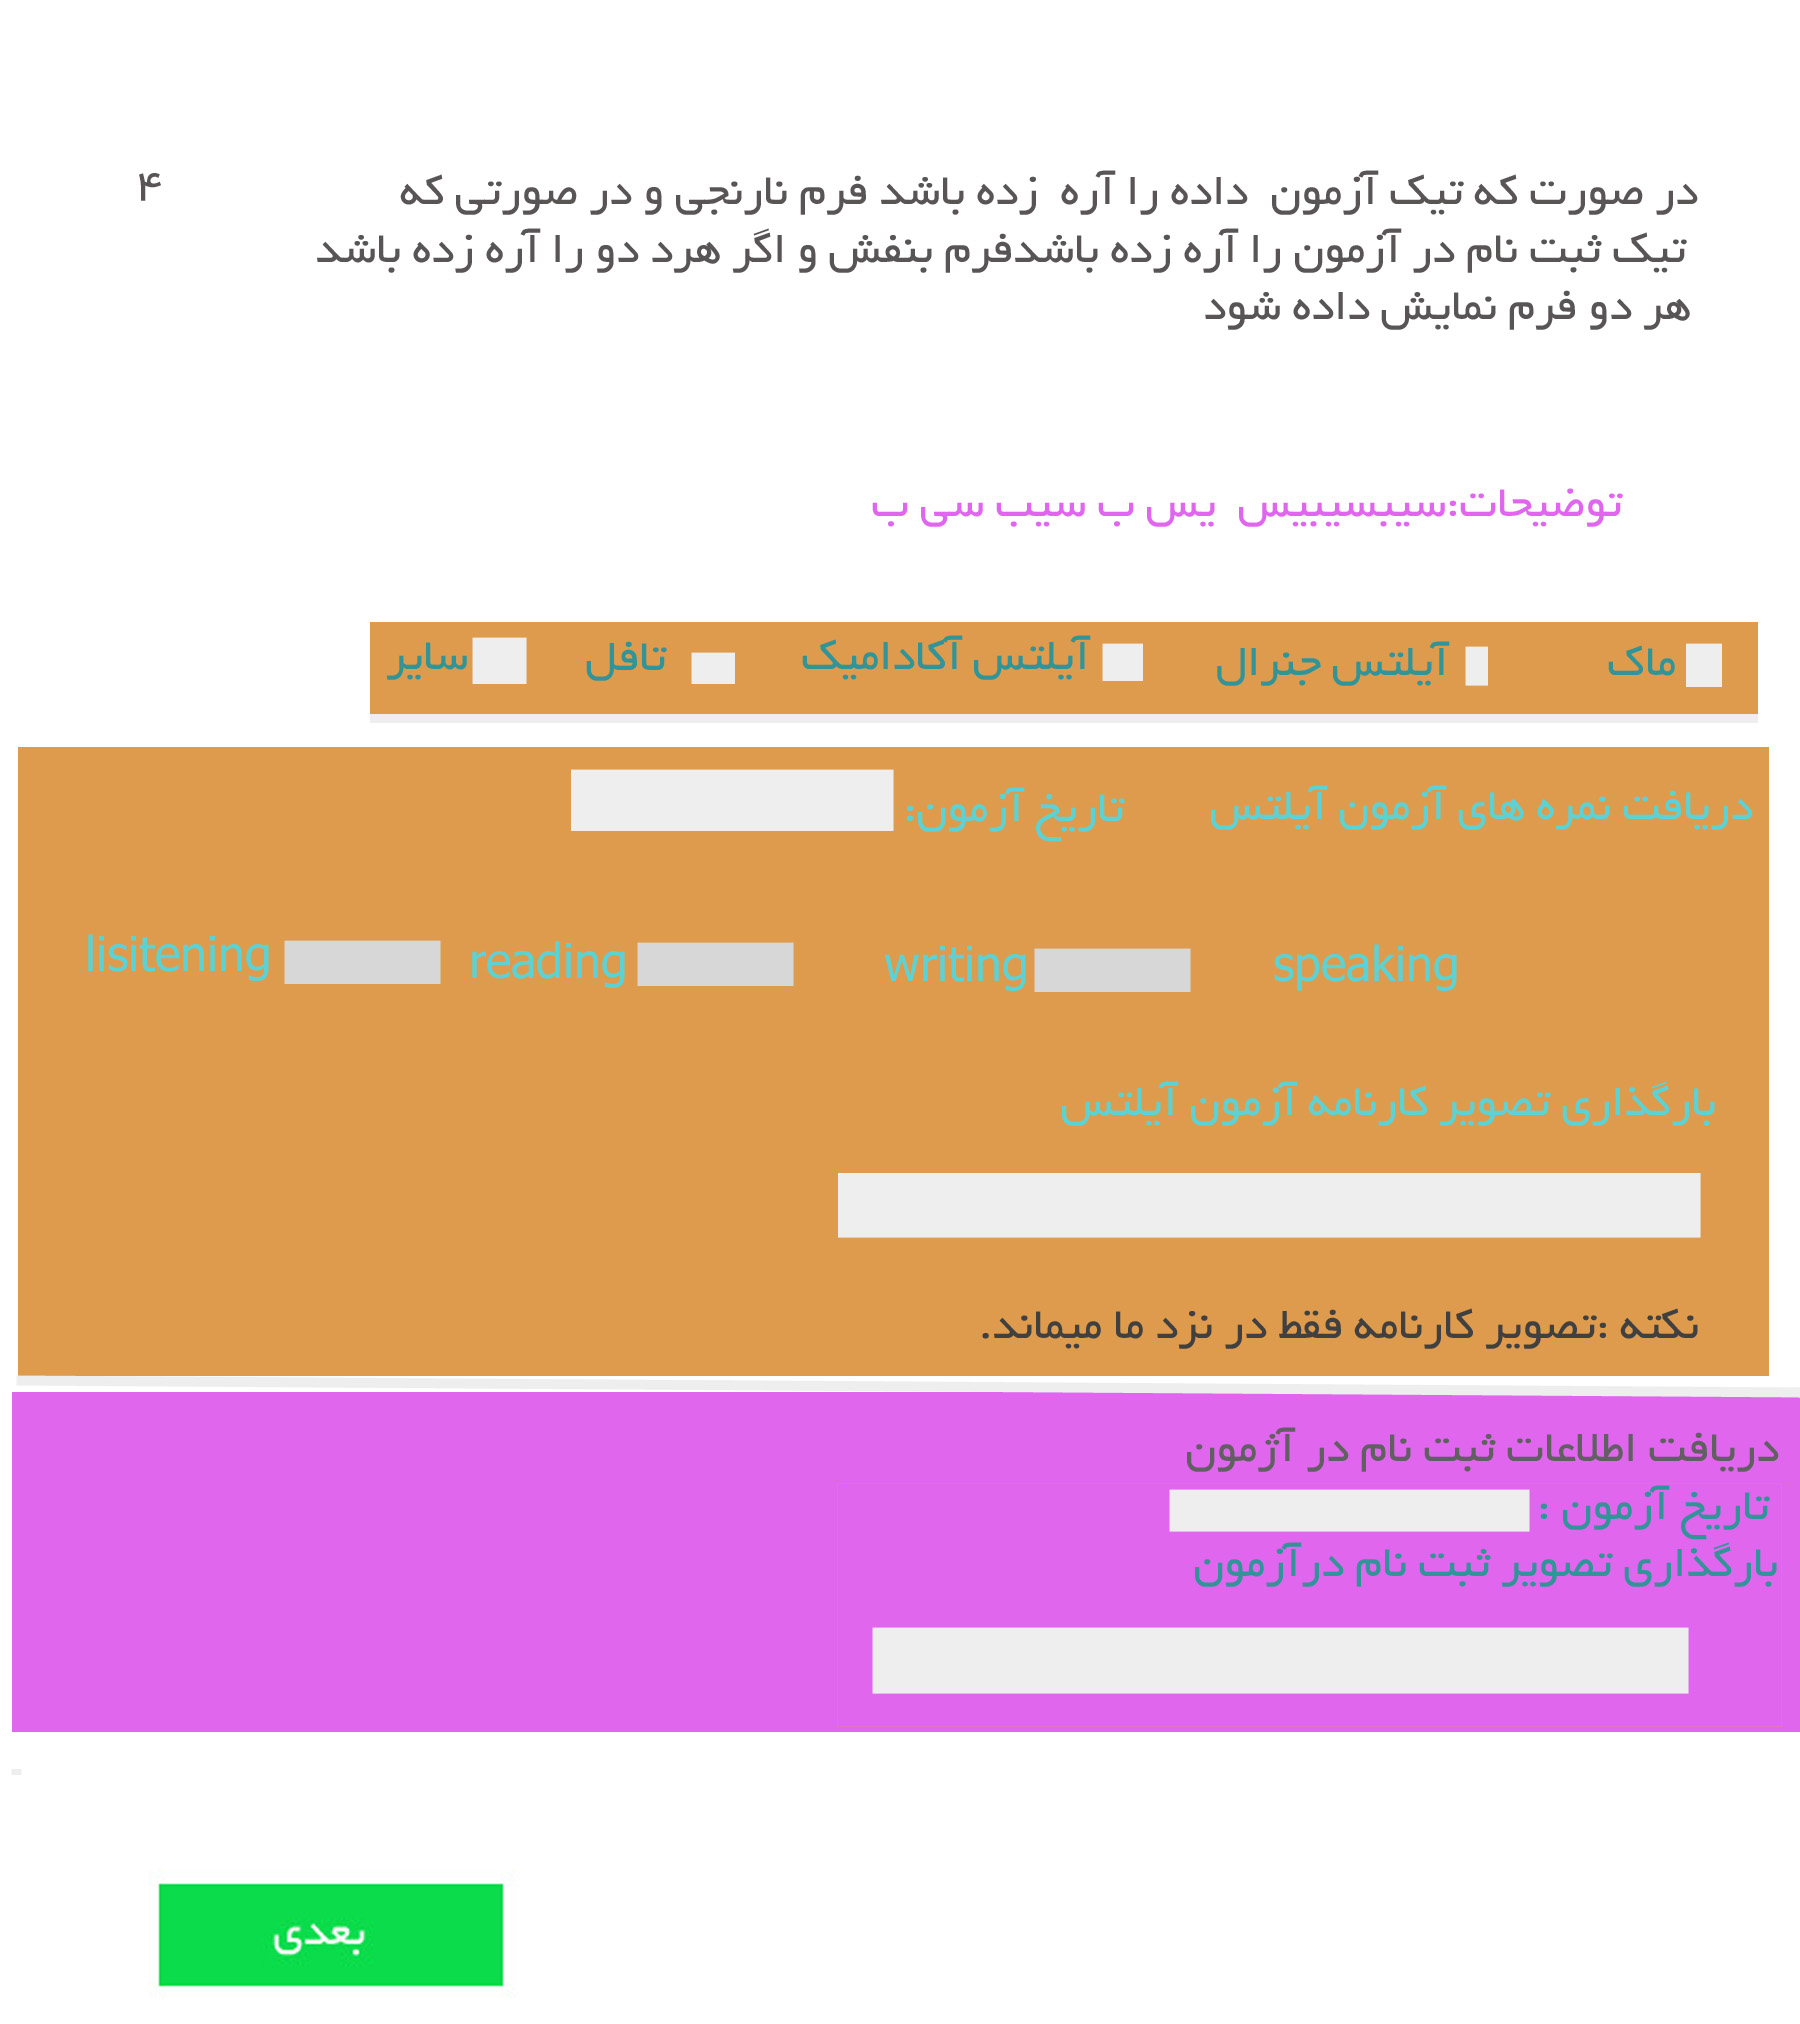 ۴
در صورت که تیک آزمون داده را آره زده باشد فرم نارنجی و در صورتی که
تیک ثبت نام در آزمون را آره زده باشدفرم بنفش و اگر هرد دو را آره زده باشد
هر دو فرم نمایش داده شود
توضیحات:سیبسیبیس یس ب سیب سی ب
ماک آیلتس جنرال آیلتس آکادامیک تافل سایر
دریافت نمره های آزمون آیلتس تاریخ آزمون:
lisitening reading writing speaking
بارگذاری تصویر کارنامه آزمون آیلتس
نکته :تصویر کارنامه فقط در نزد ما میماند.
دریافت اطلاعات ثبت نام در آژمون
تاریخ آزمون :
بارگذاری تصویر ثبت نام درآزمون
بعدی